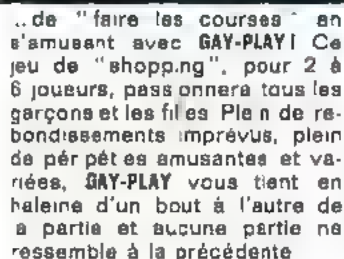 ..de "faire les courses" en
s'amusant avec GAY-PLAY! Ce
jeu de "shopping", pour 2 à
6 joueurs, passionnera tous les
garçons et les filles Plein de re-
bondissements imprévus, plein
de péripéties amusantes et va-
riées, GAY-PLAY vous tient en
haleine d'un bout à l'autre de
la partie et aucune partie ne
ressemble à la précédente